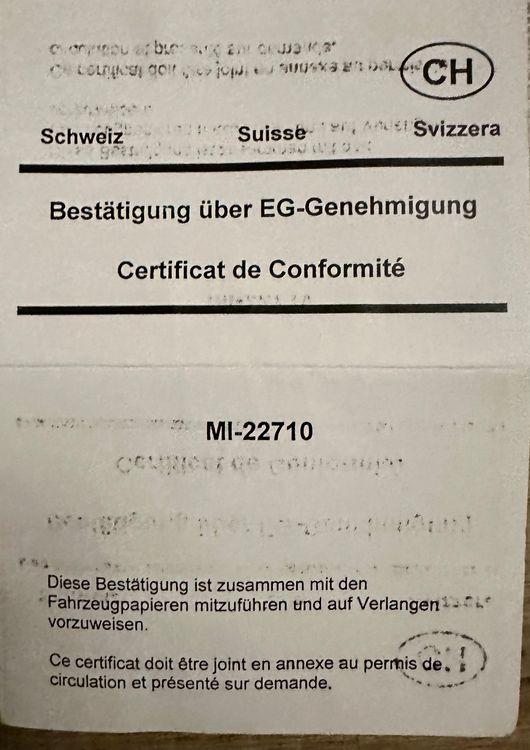 CH
Schweiz Suisse Svizzera
Bestätigung über EG-Genehmigung
Certificat de Conformité
MI-22710
Diese Bestätigung ist zusammen mit den
Fahrzeugpapieren mitzuführen und auf Verlangen
vorzuweisen.
Ce certificat doit être joint en annexe au permis de
circulation et présenté sur demande.